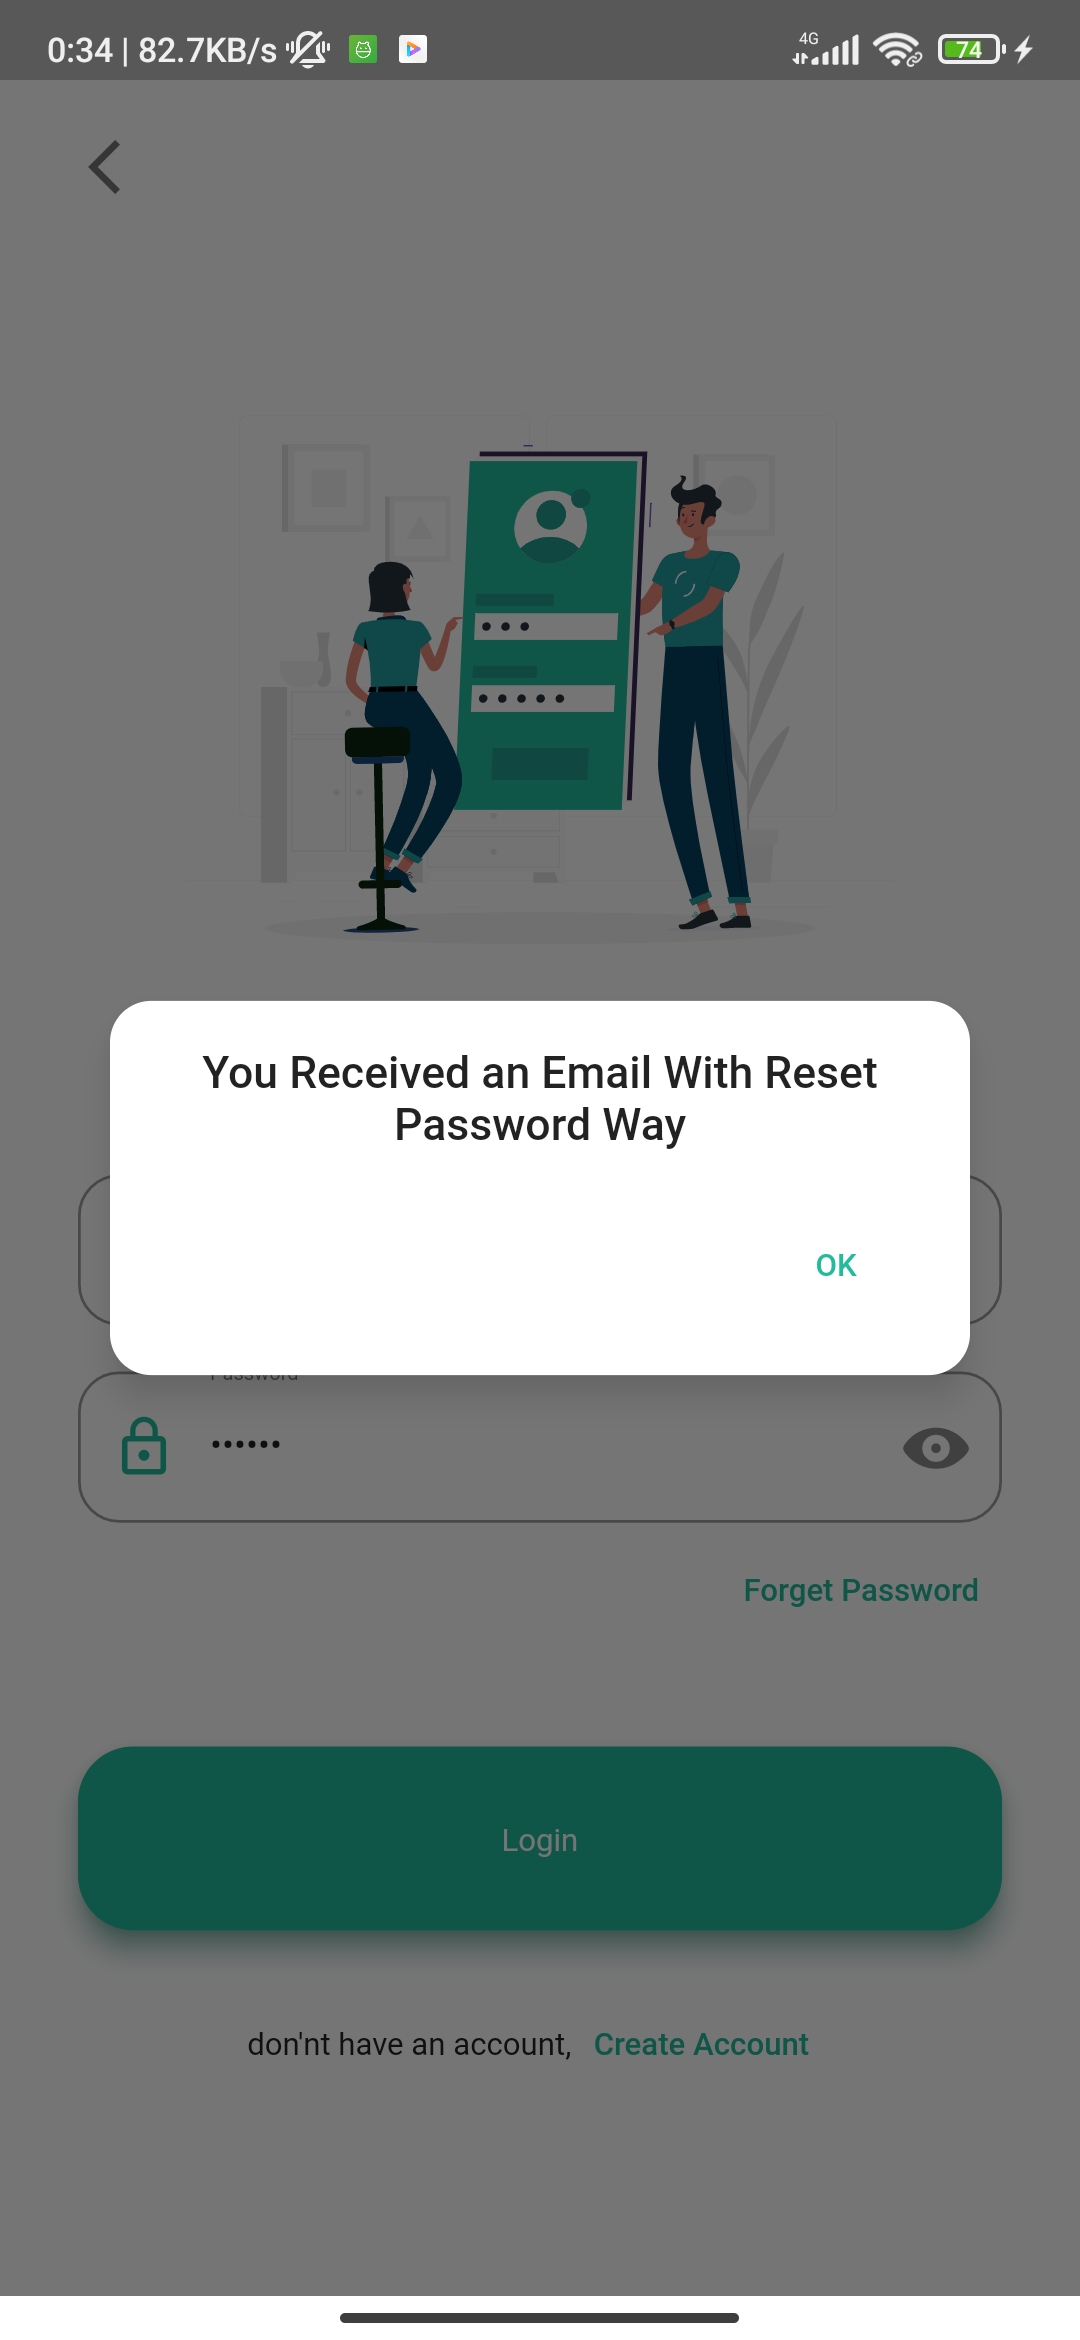 0:34 | 82.7KB/s 4G 74
You Received an Email With Reset
Password Way
OK
Password
••••••
Forget Password
Login
don'nt have an account, Create Account